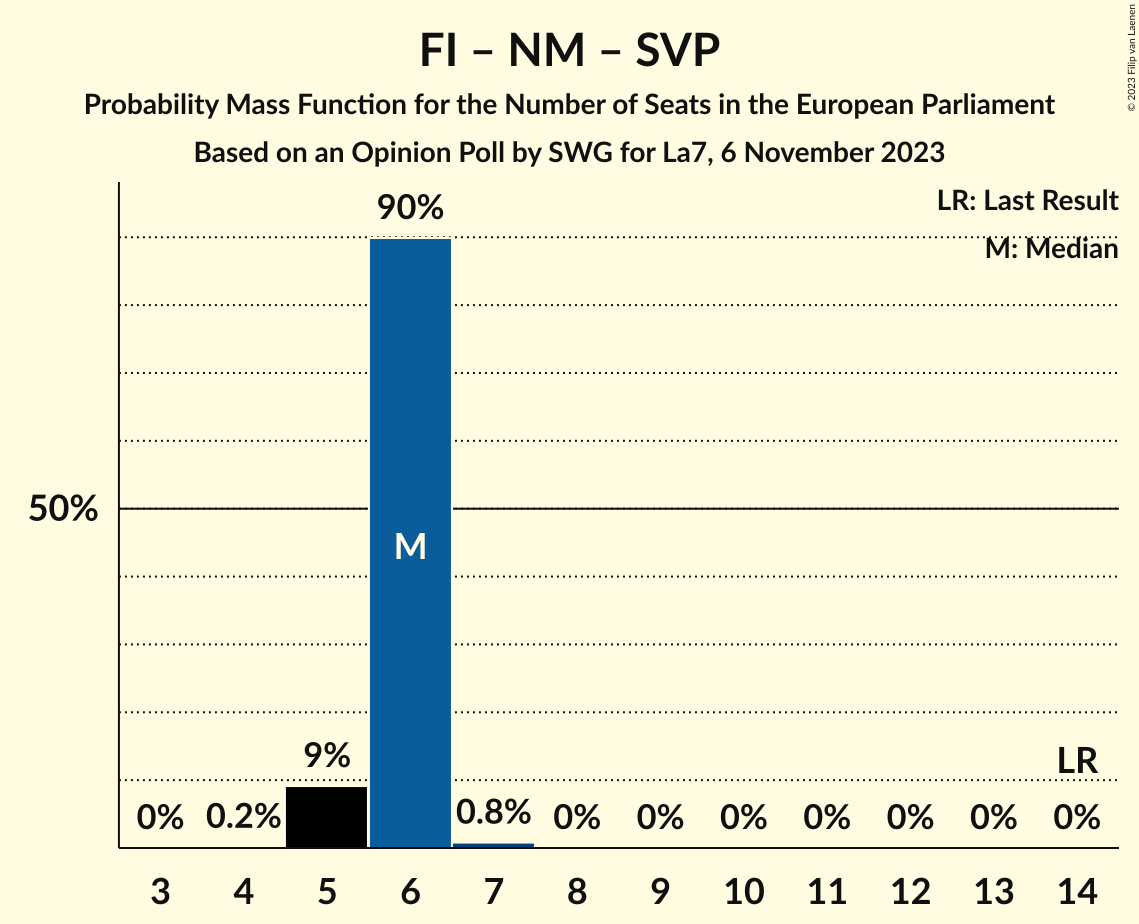 FI – NM – SVP
Probability Mass Function for the Number of Seats in the European Parliament
Based on an Opinion Poll by SWG for La7, 6 November 2023
© 2023 Filip van Laenen
LR: Last Result
M: Median
90%
50%
M
9%
LR
0% 0.2% 0.8% 0% 0% 0% 0% 0% 0% 0%
3 4 5 6 7 8 9 10 11 12 13 14